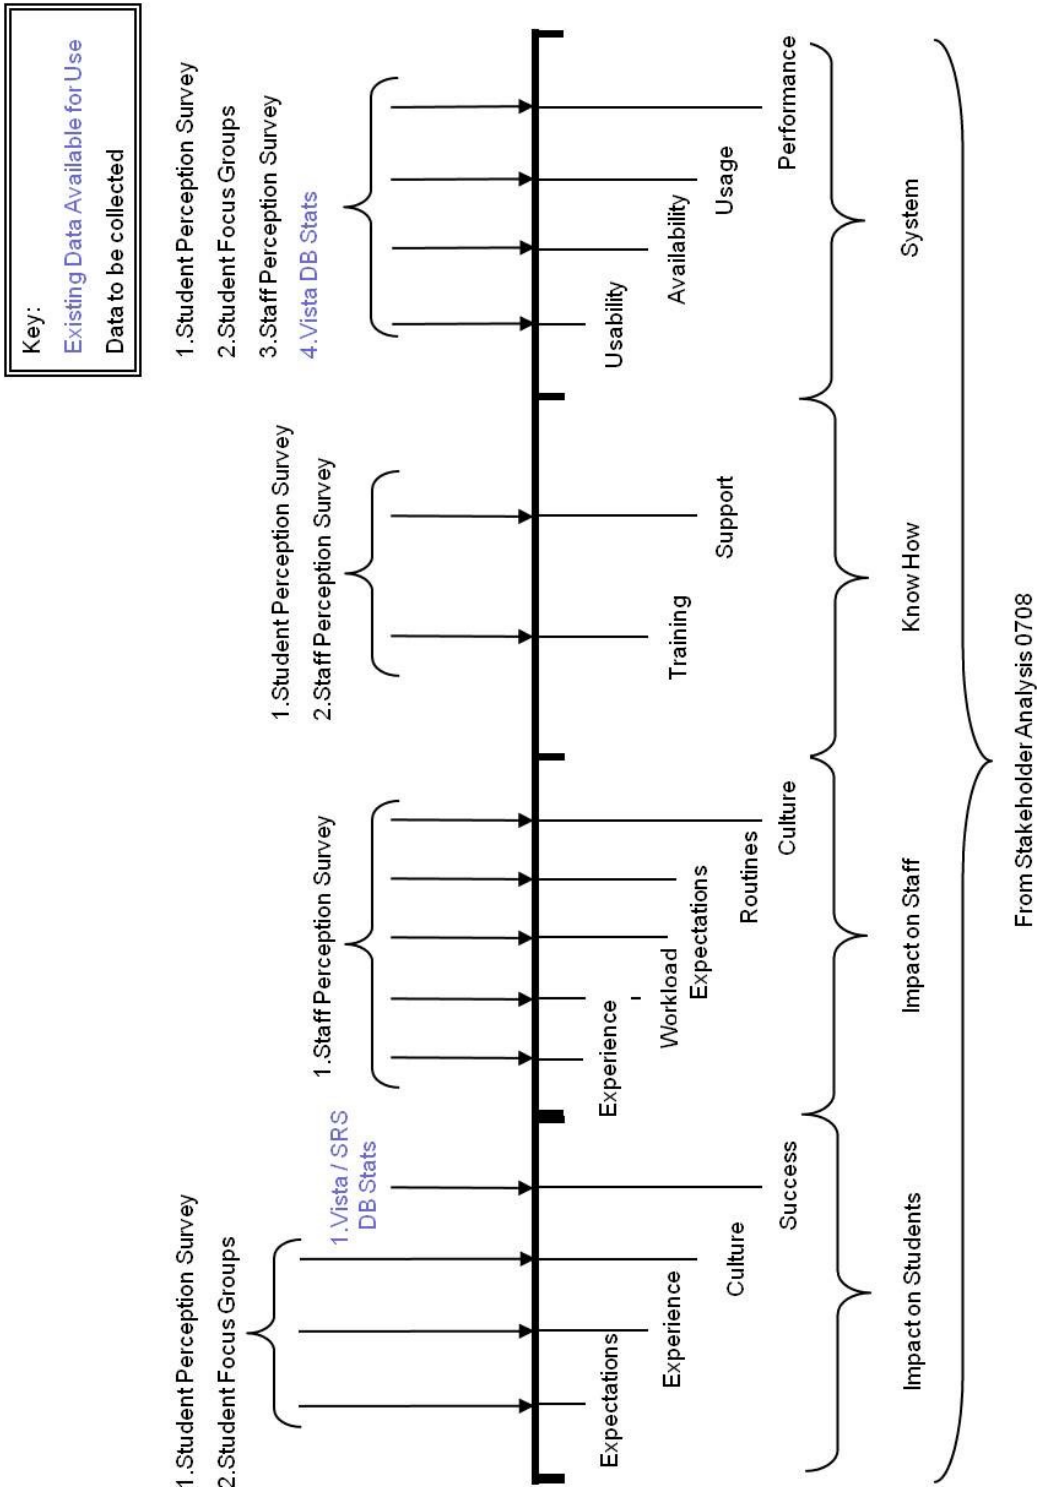 Key:
Existing Data Available for Use
Data to be collected
1.Student Perception Survey
2.Student Focus Groups
1.Vista / SRS
DB Stats
1.Staff Perception Survey
1.Student Perception Survey
2.Staff Perception Survey
1.Student Perception Survey
2.Student Focus Groups
3.Staff Perception Survey
4.Vista DB Stats
Expectations
Experience
Culture
Success
Experience
Workload
Expectations
Routines
Culture
Training
Support
Usability
Availability
Usage
Performance
Impact on Students
Impact on Staff
Know How
System
From Stakeholder Analysis 0708